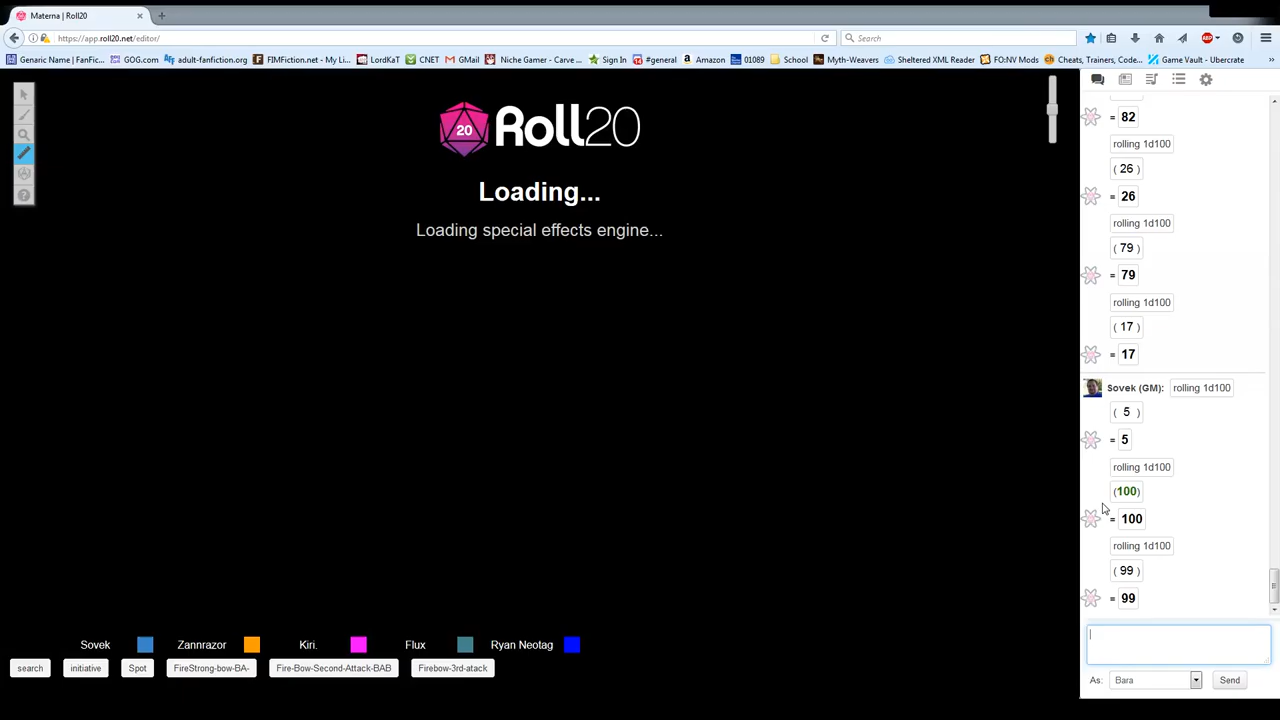 Materna | Roll20
https://app.roll20.net/editor/
Search
Generic Name | FanFic...
GOG.com
adult-fanfiction.org
FIMFiction.net - My Li...
LordKaT
CNET
GMail
Niche Gamer - Carve ...
Sign In
#general
Amazon
01089
School
Myth-Weavers
Sheltered XML Reader
FO:NV Mods
Cheats, Trainers, Code...
Game Vault - Ubercrate
20
Roll20
Loading...
Loading special effects engine...
= 82
rolling 1d100
( 26 )
= 26
rolling 1d100
( 79 )
= 79
rolling 1d100
( 17 )
= 17
Sovek (GM): rolling 1d100
( 5 )
= 5
rolling 1d100
(100)
= 100
rolling 1d100
( 99 )
= 99
As: Bara Send
Sovek
Zannrazor
Kiri.
Flux
Ryan Neotag
search
initiative
Spot
FireStrong-bow-BA-
Fire-Bow-Second-Attack-BAB
Firebow-3rd-atack